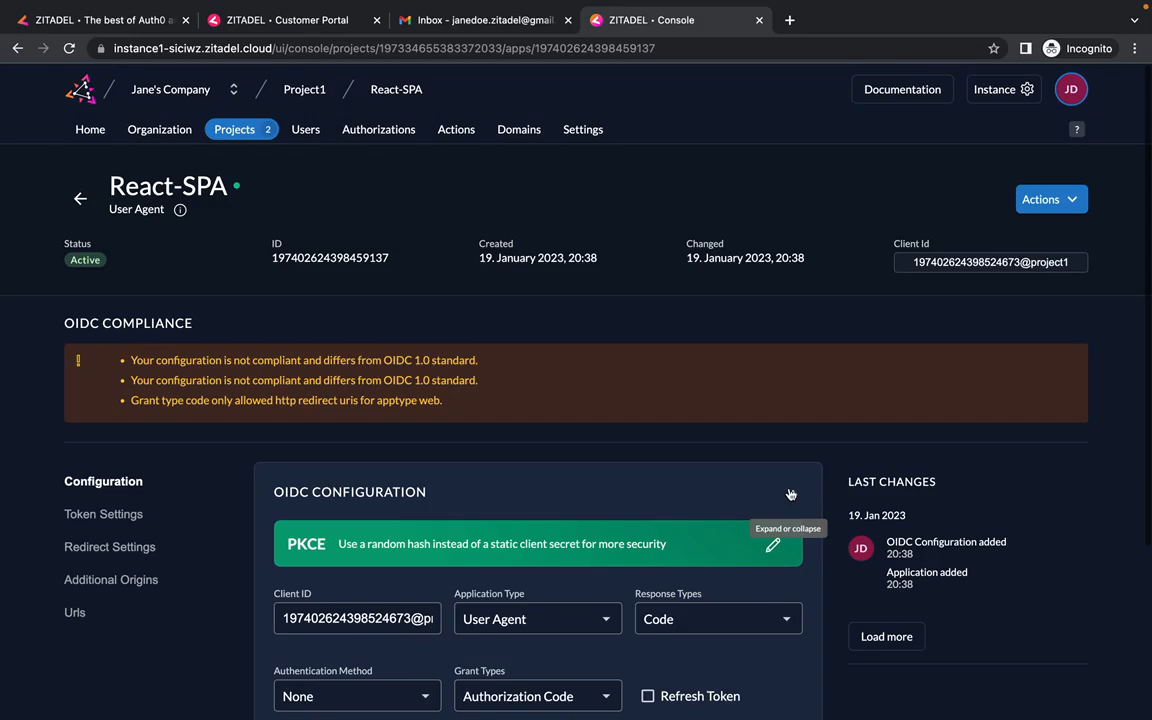 ZITADEL • The best of Auth0 a
ZITADEL • Customer Portal
Inbox - janedoe.zitadel@gmail.
ZITADEL • Console
instance1-siciwz.zitadel.cloud/ui/console/projects/197334655383372033/apps/197402624398459137
Incognito
Jane's Company
Project1
React-SPA
Documentation
Instance
JD
Home
Organization
Projects 2
Users
Authorizations
Actions
Domains
Settings
?
React-SPA
User Agent
Actions
Status
Active
ID
197402624398459137
Created
19. January 2023, 20:38
Changed
19. January 2023, 20:38
Client Id
197402624398524673@project1
OIDC COMPLIANCE
• Your configuration is not compliant and differs from OIDC 1.0 standard.
• Your configuration is not compliant and differs from OIDC 1.0 standard.
• Grant type code only allowed http redirect uris for apptype web.
Configuration
Token Settings
Redirect Settings
Additional Origins
Urls
OIDC CONFIGURATION
Expand or collapse
PKCE Use a random hash instead of a static client secret for more security
Client ID
197402624398524673@pr
Application Type
User Agent
Response Types
Code
Authentication Method
None
Grant Types
Authorization Code
Refresh Token
LAST CHANGES
19. Jan 2023
JD
OIDC Configuration added
20:38
Application added
20:38
Load more